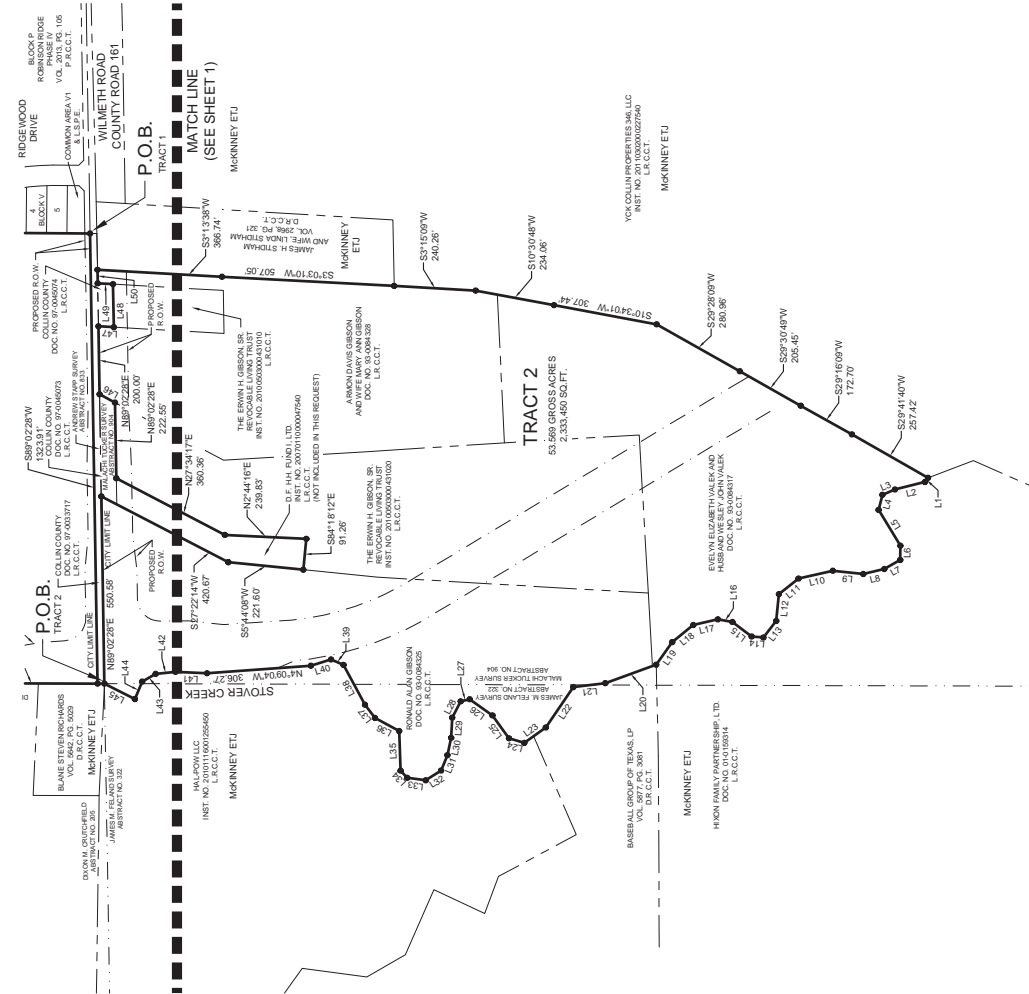 BLOCK P
ROBINSON RIDGE
PHASE IV
VOL. 2013, PG. 105
P.R.C.C.T.
RIDGEWOOD
DRIVE
COMMON AREA V1
& L.S.P.E.
WILMETH ROAD
COUNTY ROAD 161
4
BLOCK V
5
P.O.B.
TRACT 1
MATCH LINE
(SEE SHEET 1)
McKINNEY ETJ
PROPOSED R.O.W.
COLLIN COUNTY
DOC. NO. 97-0045074
L.R.C.C.T.
L49
L50
L48
L47
PROPOSED
R.O.W.
S3°13'38"W
366.74'
JAMES H. STIDHAM
AND WIFE, LINDA STIDHAM
VOL. 2968, PG. 321
D.R.C.C.T.
McKINNEY
ETJ
S3°03'10"W 507.05'
S3°15'09"W
240.26'
S10°30'48"W
234.06'
S10°34'01"W
307.44'
YCK COLLIN PROPERTIES 346, LLC
L.R.C.C.T.
McKINNEY ETJ
S29°28'09"W
280.96'
S29°30'49"W
205.45'
S29°16'09"W
172.70'
S29°41'40"W
257.42'
S89°02'28"W
1323.91'
COLLIN COUNTY
DOC. NO. 97-0045073
L.R.C.C.T.
ANDREW STAPP SURVEY
ABSTRACT NO. 833
MALACHI TUCKER SURVEY
ABSTRACT NO. 904
L46
N89°02'28"E
200.00'
N89°02'28"E
222.55'
THE ERWIN H. GIBSON, SR.
REVOCABLE LIVING TRUST
INST. NO. 20100503000431010
L.R.C.C.T.
ARMON DAVIS GIBSON
AND WIFE MARY ANN GIBSON
DOC. NO. 93-0084328
L.R.C.C.T.
TRACT 2
53.569 GROSS ACRES
2,333,450 SQ.FT.
N27°34'17"E
360.36'
N2°44'16"E
239.83'
D.F. H.H. FUND I, LTD.
INST. NO. 20070110000047540
L.R.C.C.T.
(NOT INCLUDED IN THIS REQUEST)
S84°18'12"E
91.26'
THE ERWIN H. GIBSON, SR.
REVOCABLE LIVING TRUST
INST. NO. 20100503000431020
L.R.C.C.T.
S27°22'14"W
420.67'
S5°44'08"W
221.60'
EVELYN ELIZABETH VALEK AND
HUSBAND WESLEY JOHN VALEK
DOC. NO. 93-0084317
L.R.C.C.T.
P.O.B.
TRACT 2
COLLIN COUNTY
DOC. NO. 97-0033717
L.R.C.C.T.
CITY LIMIT LINE
N89°02'28"E 550.58'
CITY LIMIT LINE
PROPOSED
R.O.W.
L1
L2
L3
L4
L5
L6
L7
L8
L9
L10
L11
L12
L13
L14
L15
L16
L17
L18
L19
L20
L21
L22
L23
L24
L25
L26
L27
L28
L29
L30
L31
L32
L33
L34
L35
L36
L37
L38
L39
L40
L41
L42
L43
L44
L45
N4°09'04"W
306.27'
STOVER CREEK
RONALD ALAN GIBSON
DOC. NO. 93-0084325
L.R.C.C.T.
JAMES M. FELAND SURVEY
ABSTRACT NO. 322
MALACHI TUCKER SURVEY
ABSTRACT NO. 904
BLANE STEVEN RICHARDS
VOL. 5642, PG. 5029
D.R.C.C.T.
McKINNEY ETJ
JAMES M. FELAND SURVEY
ABSTRACT NO. 322
DIXON M. CRUTCHFIELD
ABSTRACT NO. 206
HAL-POW LLC
INST. NO. 20101116001255450
L.R.C.C.T.
McKINNEY ETJ
BASEBALL GROUP OF TEXAS, LP
VOL. 5877, PG. 3081
D.R.C.C.T.
McKINNEY ETJ
HIXON FAMILY PARTNERSHIP, LTD.
DOC. NO. 01-0159314
L.R.C.C.T.